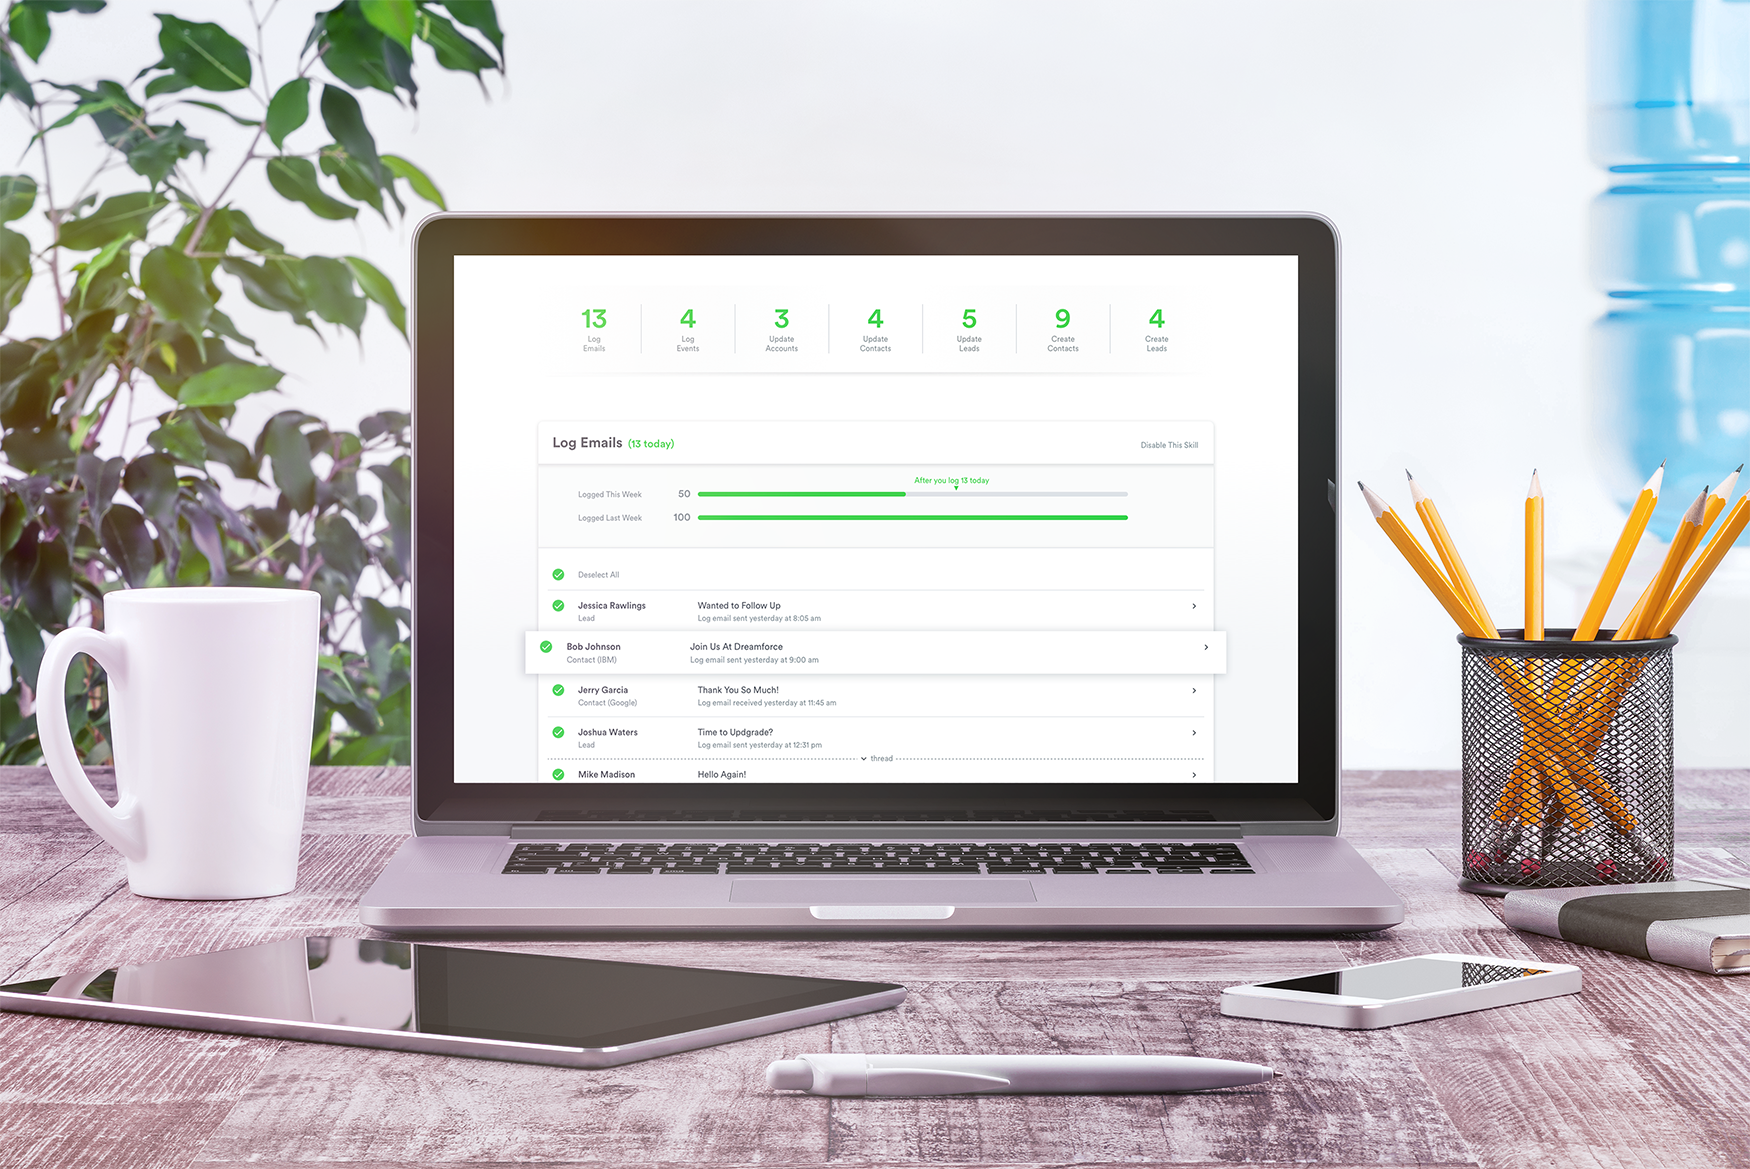 13 4 3 4 5 9 4
Log Log Update Update Update Create Create
Emails Events Accounts Contacts Leads Contacts Leads
Log Emails (13 today) Disable This Skill
After you log 13 today
Logged This Week 50
Logged Last Week 100
Deselect All
Jessica Rawlings Wanted to Follow Up
Lead Log email sent yesterday at 8:05 am
Bob Johnson Join Us At Dreamforce
Contact (IBM) Log email sent yesterday at 9:00 am
Jerry Garcia Thank You So Much!
Contact (Google) Log email received yesterday at 11:45 am
Joshua Waters Time to Updgrade?
Lead Log email sent yesterday at 12:31 pm
thread
Mike Madison Hello Again!